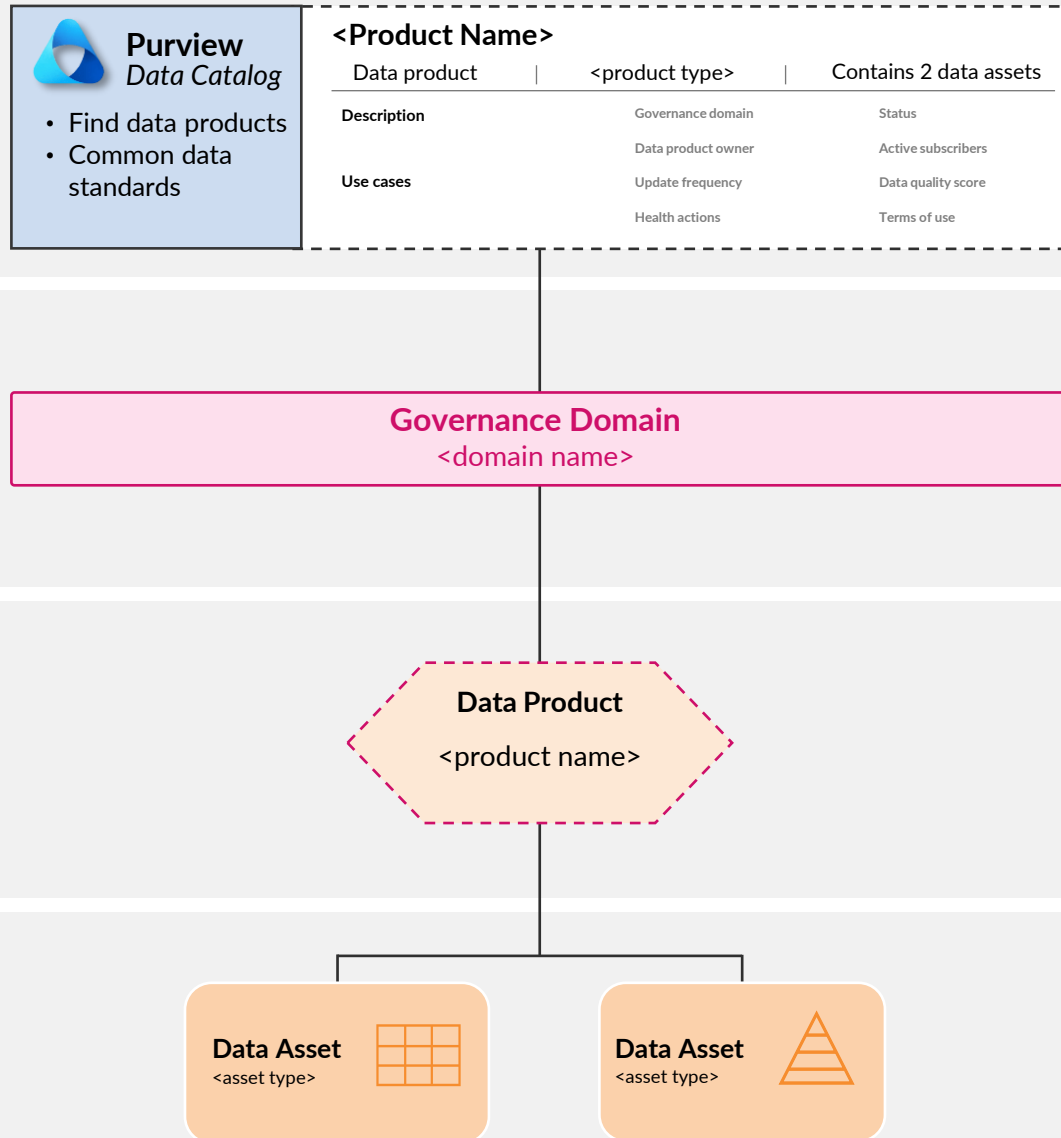 Purview
Data Catalog
• Find data products
• Common data
standards
<Product Name>
Data product | <product type> | Contains 2 data assets
Description Governance domain Status
Data product owner Active subscribers
Use cases Update frequency Data quality score
Health actions Terms of use
Governance Domain
<domain name>
Data Product
<product name>
Data Asset
<asset type>
Data Asset
<asset type>